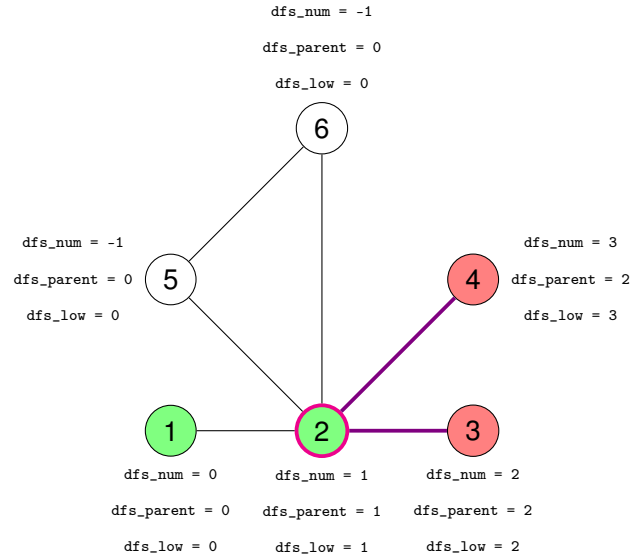 dfs_num = -1
dfs_parent = 0
dfs_low = 0
6
dfs_num = -1
dfs_parent = 0
dfs_low = 0
5
4
dfs_num = 3
dfs_parent = 2
dfs_low = 3
1
dfs_num = 0
dfs_parent = 0
dfs_low = 0
2
dfs_num = 1
dfs_parent = 1
dfs_low = 1
3
dfs_num = 2
dfs_parent = 2
dfs_low = 2